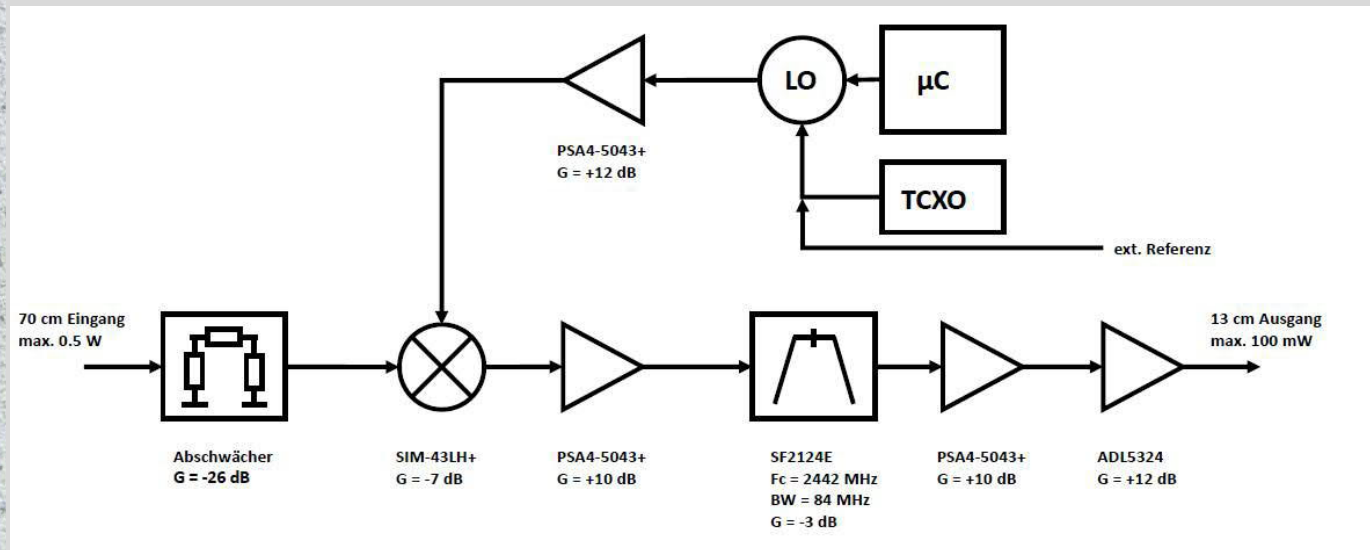 LO
µC
PSA4-5043+
G = +12 dB
TCXO
ext. Referenz
70 cm Eingang
max. 0.5 W
13 cm Ausgang
max. 100 mW
Abschwächer
G = -26 dB
SIM-43LH+
G = -7 dB
PSA4-5043+
G = +10 dB
SF2124E
Fc = 2442 MHz
BW = 84 MHz
G = -3 dB
PSA4-5043+
G = +10 dB
ADL5324
G = +12 dB